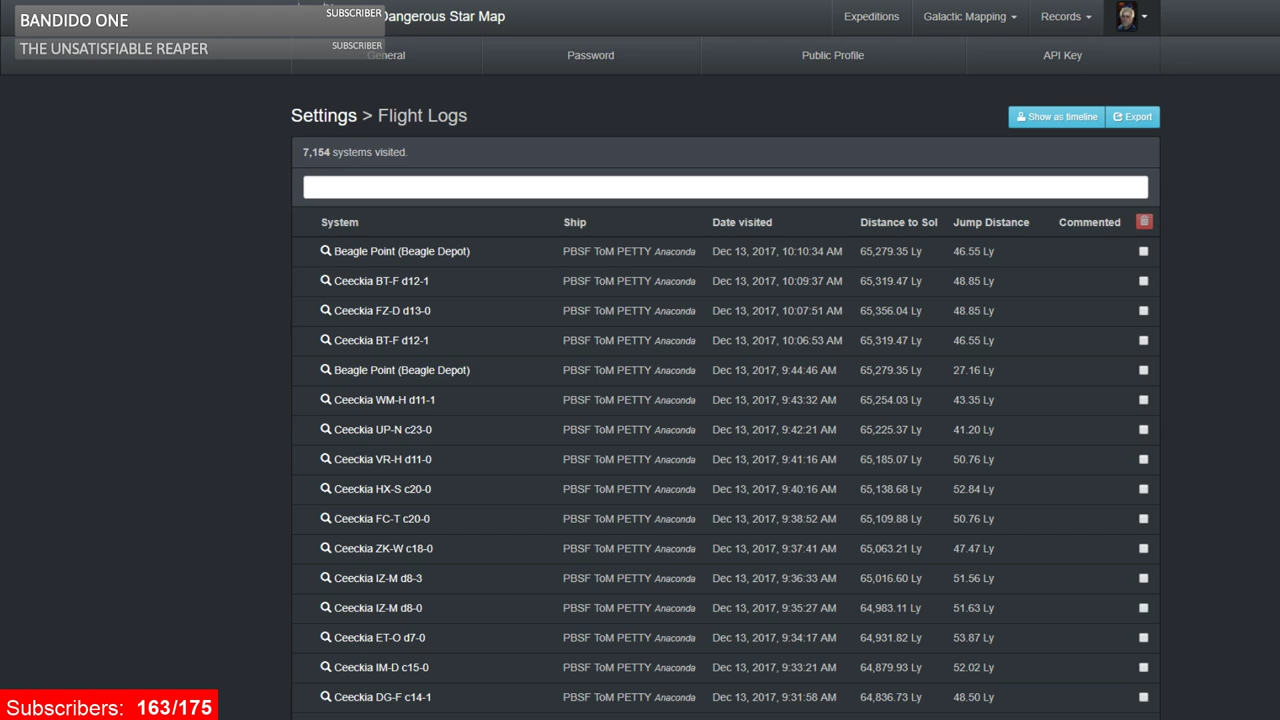 BANDIDO ONE SUBSCRIBER
THE UNSATISFIABLE REAPER SUBSCRIBER
Dangerous Star Map Expeditions Galactic Mapping Records
General Password Public Profile API Key
Settings > Flight Logs Show as timeline Export
7,154 systems visited.
System Ship Date visited Distance to Sol Jump Distance Commented
Beagle Point (Beagle Depot) PBSF ToM PETTY Anaconda Dec 13, 2017, 10:10:34 AM 65,279.35 Ly 46.55 Ly
Ceeckia BT-F d12-1 PBSF ToM PETTY Anaconda Dec 13, 2017, 10:09:37 AM 65,319.47 Ly 48.85 Ly
Ceeckia FZ-D d13-0 PBSF ToM PETTY Anaconda Dec 13, 2017, 10:07:51 AM 65,356.04 Ly 48.85 Ly
Ceeckia BT-F d12-1 PBSF ToM PETTY Anaconda Dec 13, 2017, 10:06:53 AM 65,319.47 Ly 46.55 Ly
Beagle Point (Beagle Depot) PBSF ToM PETTY Anaconda Dec 13, 2017, 9:44:46 AM 65,279.35 Ly 27.16 Ly
Ceeckia WM-H d11-1 PBSF ToM PETTY Anaconda Dec 13, 2017, 9:43:32 AM 65,254.03 Ly 43.35 Ly
Ceeckia UP-N c23-0 PBSF ToM PETTY Anaconda Dec 13, 2017, 9:42:21 AM 65,225.37 Ly 41.20 Ly
Ceeckia VR-H d11-0 PBSF ToM PETTY Anaconda Dec 13, 2017, 9:41:16 AM 65,185.07 Ly 50.76 Ly
Ceeckia HX-S c20-0 PBSF ToM PETTY Anaconda Dec 13, 2017, 9:40:16 AM 65,138.68 Ly 52.84 Ly
Ceeckia FC-T c20-0 PBSF ToM PETTY Anaconda Dec 13, 2017, 9:38:52 AM 65,109.88 Ly 50.76 Ly
Ceeckia ZK-W c18-0 PBSF ToM PETTY Anaconda Dec 13, 2017, 9:37:41 AM 65,063.21 Ly 47.47 Ly
Ceeckia IZ-M d8-3 PBSF ToM PETTY Anaconda Dec 13, 2017, 9:36:33 AM 65,016.60 Ly 51.56 Ly
Ceeckia IZ-M d8-0 PBSF ToM PETTY Anaconda Dec 13, 2017, 9:35:27 AM 64,983.11 Ly 51.63 Ly
Ceeckia ET-O d7-0 PBSF ToM PETTY Anaconda Dec 13, 2017, 9:34:17 AM 64,931.82 Ly 53.87 Ly
Ceeckia IM-D c15-0 PBSF ToM PETTY Anaconda Dec 13, 2017, 9:33:21 AM 64,879.93 Ly 52.02 Ly
Ceeckia DG-F c14-1 PBSF ToM PETTY Anaconda Dec 13, 2017, 9:31:58 AM 64,836.73 Ly 48.50 Ly
Subscribers: 163/175